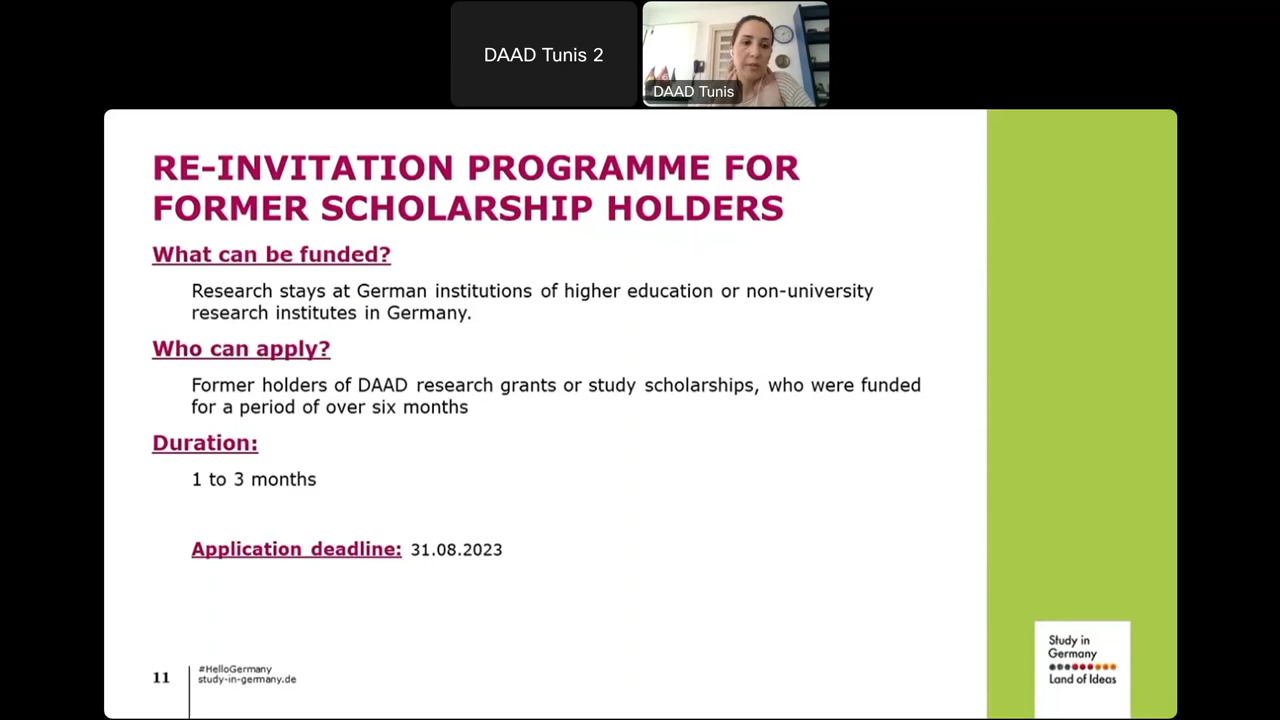 DAAD Tunis 2
DAAD Tunis
RE-INVITATION PROGRAMME FOR
FORMER SCHOLARSHIP HOLDERS
What can be funded?
Research stays at German institutions of higher education or non-university
research institutes in Germany.
Who can apply?
Former holders of DAAD research grants or study scholarships, who were funded
for a period of over six months
Duration:
1 to 3 months
Application deadline: 31.08.2023
11
#HelloGermany
study-in-germany.de
Study in
Germany
Land of Ideas